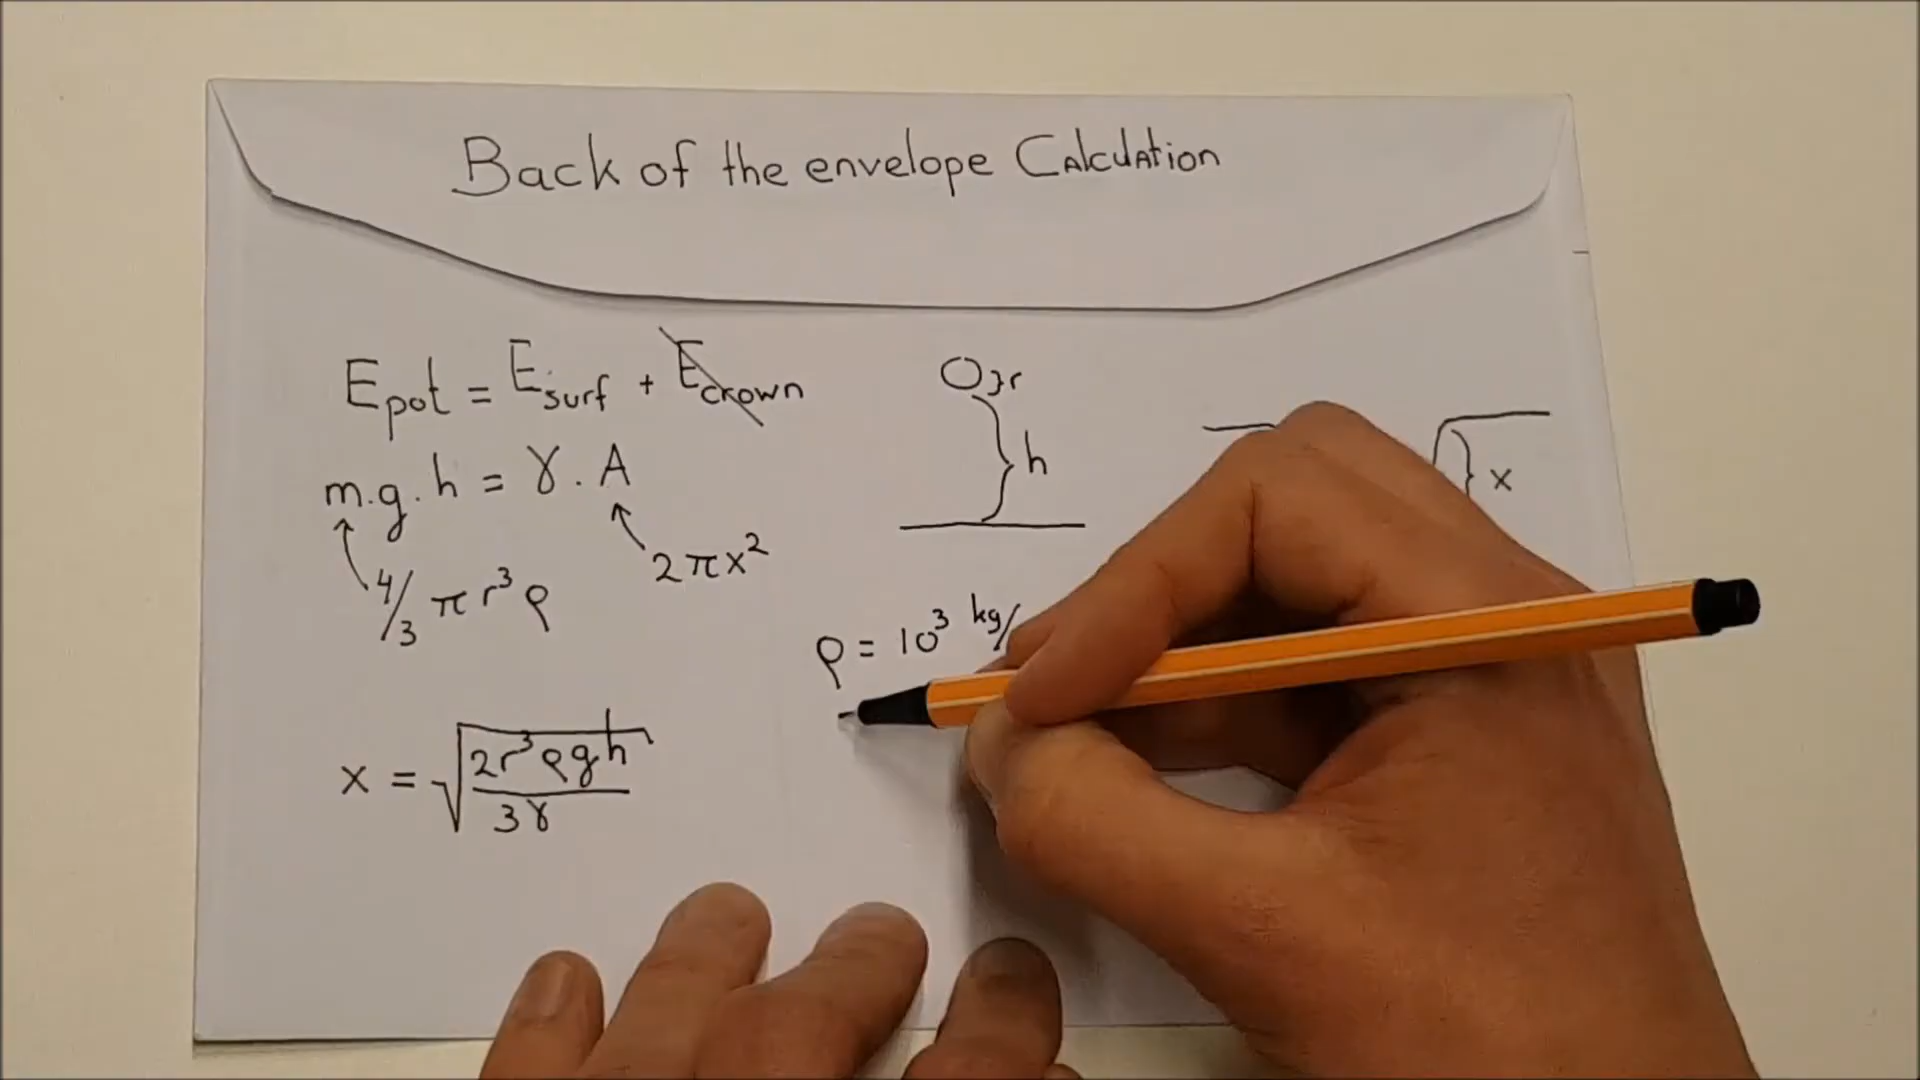 Back of the envelope Calculation
Epot = Esurf + Ecrown
m.g.h = γ.A
4/3 πr³ρ
2πx²
x = √(2r³ρgh / 3γ)
r
h
x
ρ = 10³ kg/